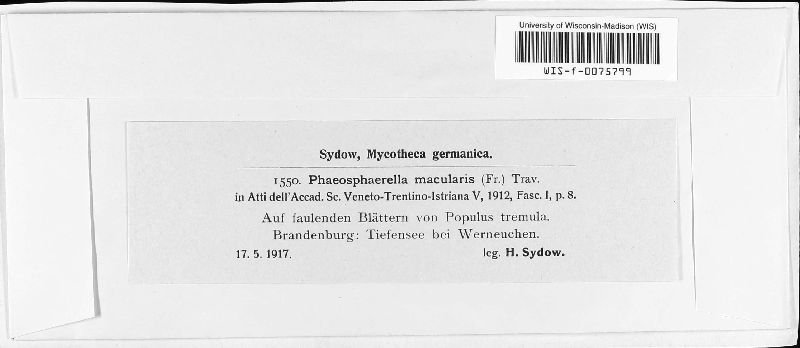 University of Wisconsin-Madison (WIS)
WIS-f-0075799
Sydow, Mycotheca germanica.
1550. Phaeosphaerella macularis (Fr.) Trav.
in Atti dell'Accad. Sc. Veneto-Trentino-Istriana V, 1912, Fasc. I, p. 8.
Auf faulenden Blättern von Populus tremula.
Brandenburg: Tiefensee bei Werneuchen.
17. 5. 1917. leg. H. Sydow.